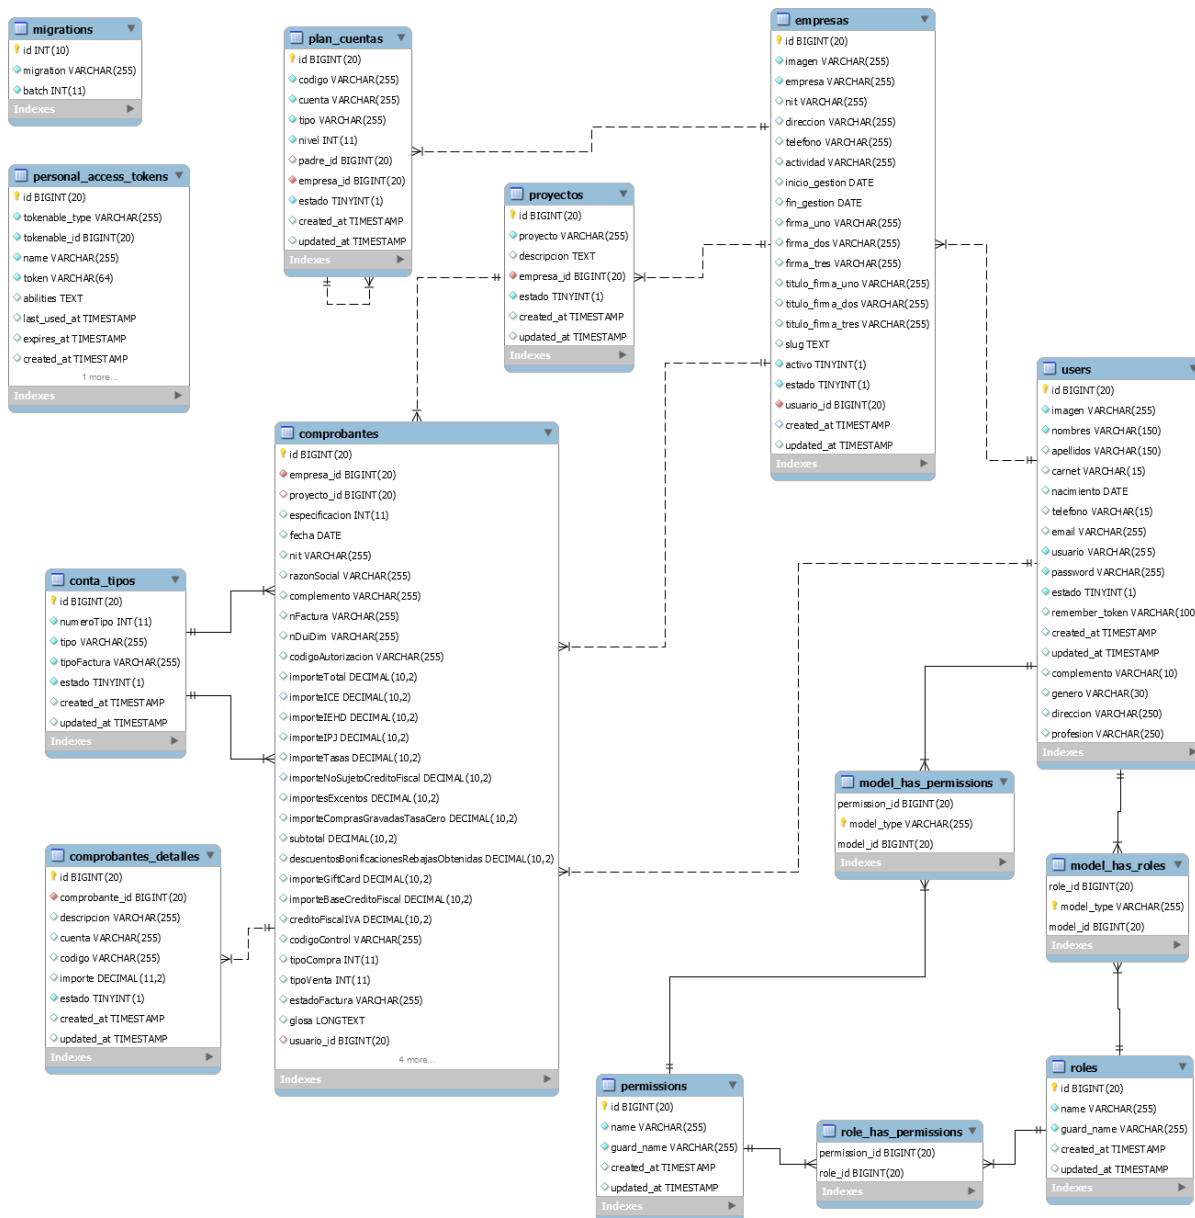 migrations
id INT(10)
migration VARCHAR(255)
batch INT(11)
Indexes
personal_access_tokens
id BIGINT(20)
tokenable_type VARCHAR(255)
tokenable_id BIGINT(20)
name VARCHAR(255)
token VARCHAR(64)
abilities TEXT
last_used_at TIMESTAMP
expires_at TIMESTAMP
created_at TIMESTAMP
1 more...
Indexes
plan_cuentas
id BIGINT(20)
codigo VARCHAR(255)
cuenta VARCHAR(255)
tipo VARCHAR(255)
nivel INT(11)
padre_id BIGINT(20)
empresa_id BIGINT(20)
estado TINYINT(1)
created_at TIMESTAMP
updated_at TIMESTAMP
Indexes
proyectos
id BIGINT(20)
proyecto VARCHAR(255)
descripcion TEXT
empresa_id BIGINT(20)
estado TINYINT(1)
created_at TIMESTAMP
updated_at TIMESTAMP
Indexes
empresas
id BIGINT(20)
imagen VARCHAR(255)
empresa VARCHAR(255)
nit VARCHAR(255)
direccion VARCHAR(255)
telefono VARCHAR(255)
actividad VARCHAR(255)
inicio_gestion DATE
fin_gestion DATE
firma_uno VARCHAR(255)
firma_dos VARCHAR(255)
firma_tres VARCHAR(255)
titulo_firma_uno VARCHAR(255)
titulo_firma_dos VARCHAR(255)
titulo_firma_tres VARCHAR(255)
slug TEXT
activo TINYINT(1)
estado TINYINT(1)
usuario_id BIGINT(20)
created_at TIMESTAMP
updated_at TIMESTAMP
Indexes
users
id BIGINT(20)
imagen VARCHAR(255)
nombres VARCHAR(150)
apellidos VARCHAR(150)
carnet VARCHAR(15)
nacimiento DATE
telefono VARCHAR(15)
email VARCHAR(255)
usuario VARCHAR(255)
password VARCHAR(255)
estado TINYINT(1)
remember_token VARCHAR(100
created_at TIMESTAMP
updated_at TIMESTAMP
complemento VARCHAR(10)
genero VARCHAR(30)
direccion VARCHAR(250)
profesion VARCHAR(250)
Indexes
comprobantes
id BIGINT(20)
empresa_id BIGINT(20)
proyecto_id BIGINT(20)
especificacion INT(11)
fecha DATE
nit VARCHAR(255)
razonSocial VARCHAR(255)
complemento VARCHAR(255)
nFactura VARCHAR(255)
nDuiDim VARCHAR(255)
codigoAutorizacion VARCHAR(255)
importeTotal DECIMAL(10,2)
importeICE DECIMAL(10,2)
importeIEHD DECIMAL(10,2)
importeIPJ DECIMAL(10,2)
importeTasas DECIMAL(10,2)
importeNoSujetoCreditoFiscal DECIMAL(10,2)
importesExcentos DECIMAL(10,2)
importeComprasGravadasTasaCero DECIMAL(10,2)
subtotal DECIMAL(10,2)
descuentosBonificacionesRebajasObtenidas DECIMAL(10,2)
importeGiftCard DECIMAL(10,2)
importeBaseCreditoFiscal DECIMAL(10,2)
creditoFiscalIVA DECIMAL(10,2)
codigoControl VARCHAR(255)
tipoCompra INT(11)
tipoVenta INT(11)
estadoFactura VARCHAR(255)
glosa LONGTEXT
usuario_id BIGINT(20)
4 more...
Indexes
conta_tipos
id BIGINT(20)
numeroTipo INT(11)
tipo VARCHAR(255)
tipoFactura VARCHAR(255)
estado TINYINT(1)
created_at TIMESTAMP
updated_at TIMESTAMP
Indexes
comprobantes_detalles
id BIGINT(20)
comprobante_id BIGINT(20)
descripcion VARCHAR(255)
cuenta VARCHAR(255)
codigo VARCHAR(255)
importe DECIMAL(11,2)
estado TINYINT(1)
created_at TIMESTAMP
updated_at TIMESTAMP
Indexes
model_has_permissions
permission_id BIGINT(20)
model_type VARCHAR(255)
model_id BIGINT(20)
Indexes
model_has_roles
role_id BIGINT(20)
model_type VARCHAR(255)
model_id BIGINT(20)
Indexes
permissions
id BIGINT(20)
name VARCHAR(255)
guard_name VARCHAR(255)
created_at TIMESTAMP
updated_at TIMESTAMP
Indexes
role_has_permissions
permission_id BIGINT(20)
role_id BIGINT(20)
Indexes
roles
id BIGINT(20)
name VARCHAR(255)
guard_name VARCHAR(255)
created_at TIMESTAMP
updated_at TIMESTAMP
Indexes